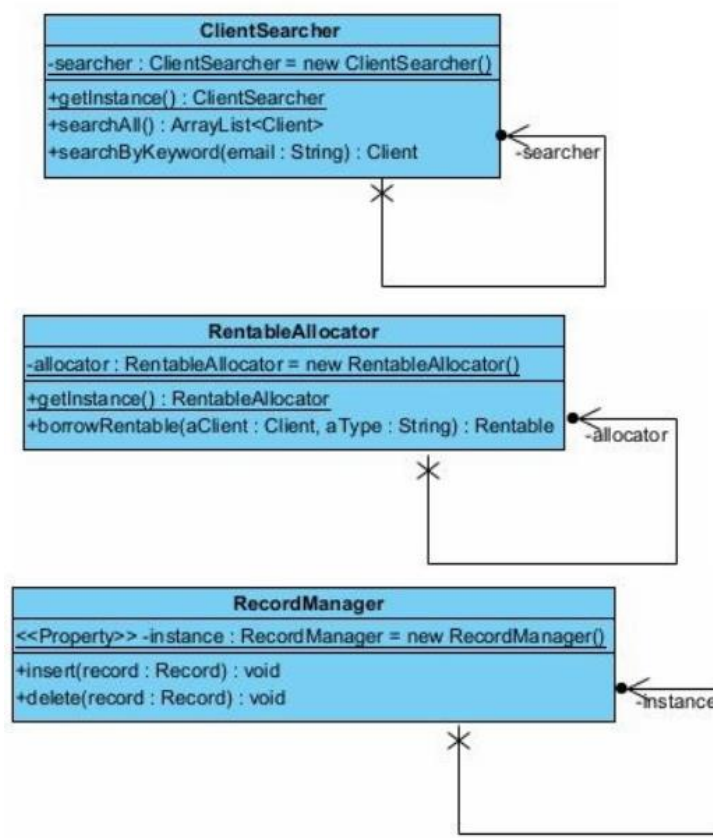 ClientSearcher
-searcher : ClientSearcher = new ClientSearcher()
+getInstance() : ClientSearcher
+searchAll() : ArrayList<Client>
+searchByKeyword(email : String) : Client
-searcher
RentableAllocator
-allocator : RentableAllocator = new RentableAllocator()
+getInstance() : RentableAllocator
+borrowRentable(aClient : Client, aType : String) : Rentable
-allocator
RecordManager
<<Property>> -instance : RecordManager = new RecordManager()
+insert(record : Record) : void
+delete(record : Record) : void
-instance